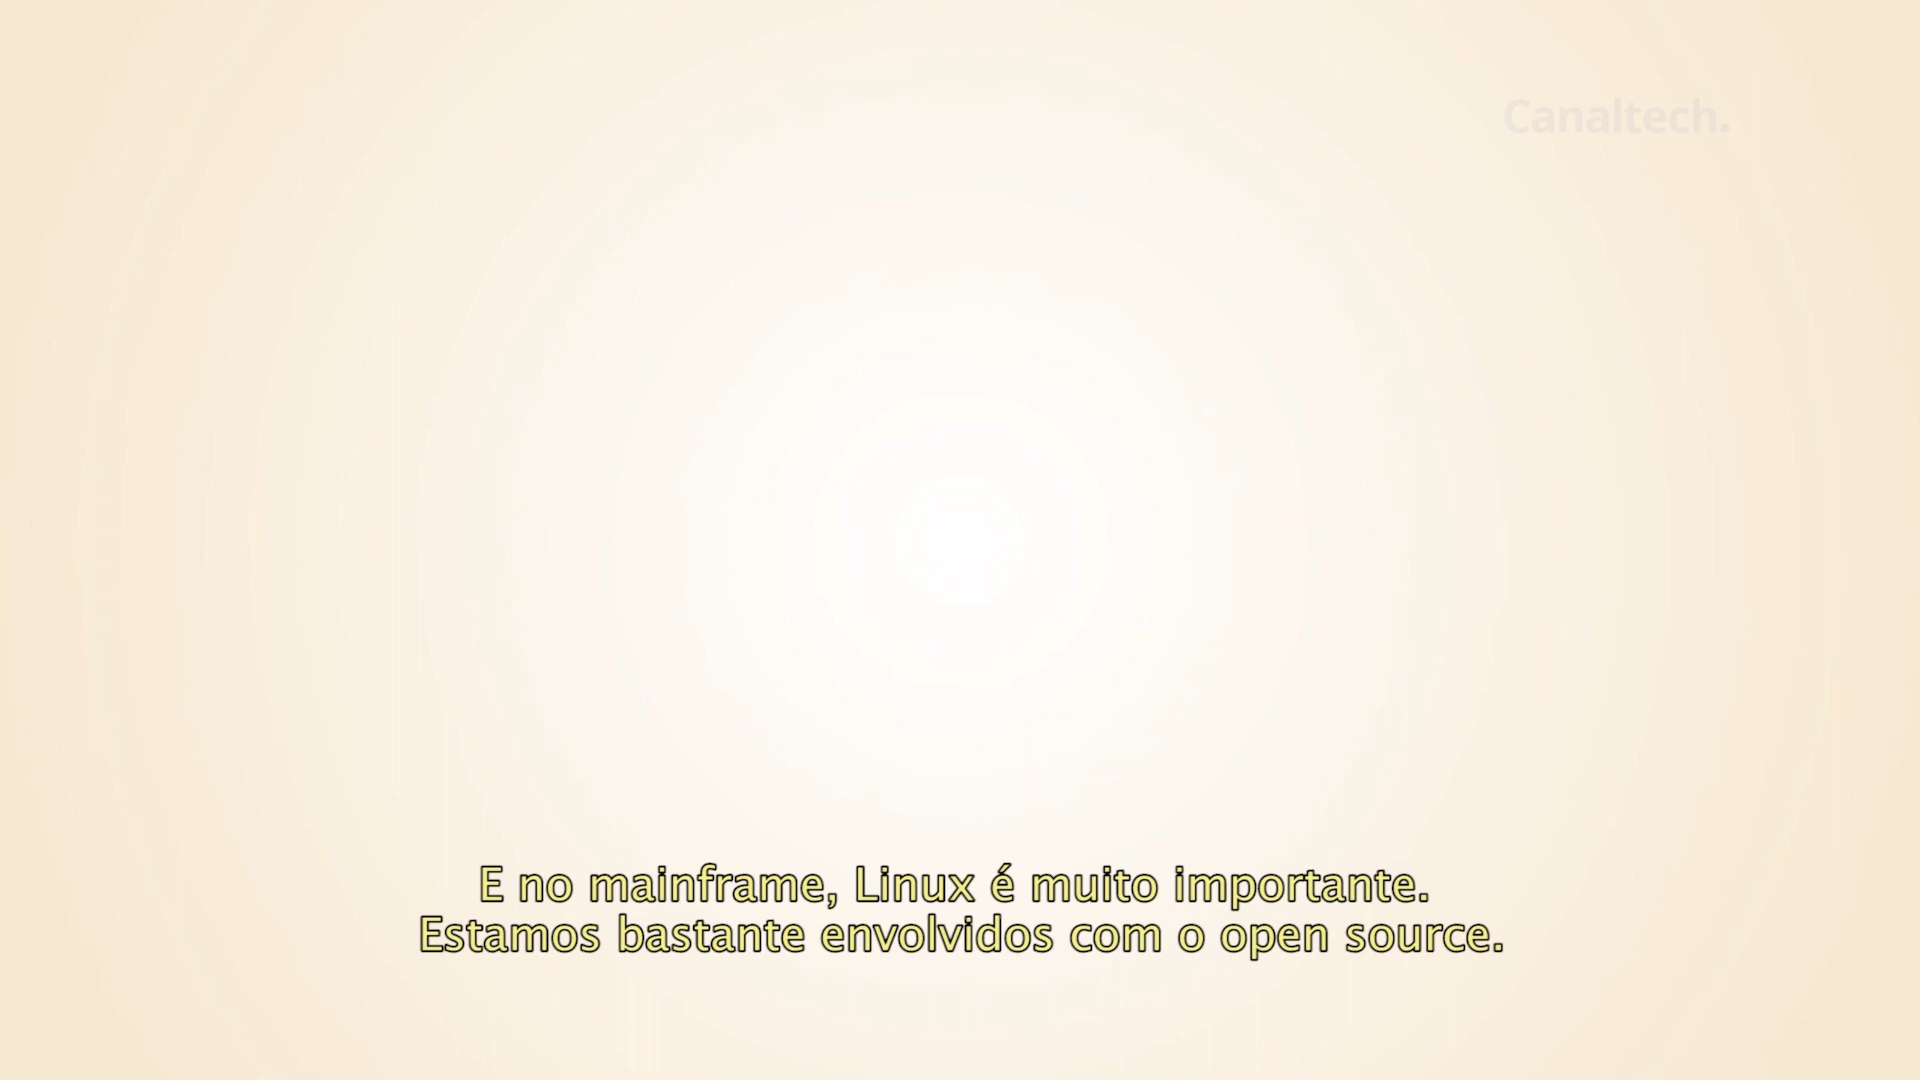 Canaltech.
E no mainframe, Linux é muito importante.
Estamos bastante envolvidos com o open source.